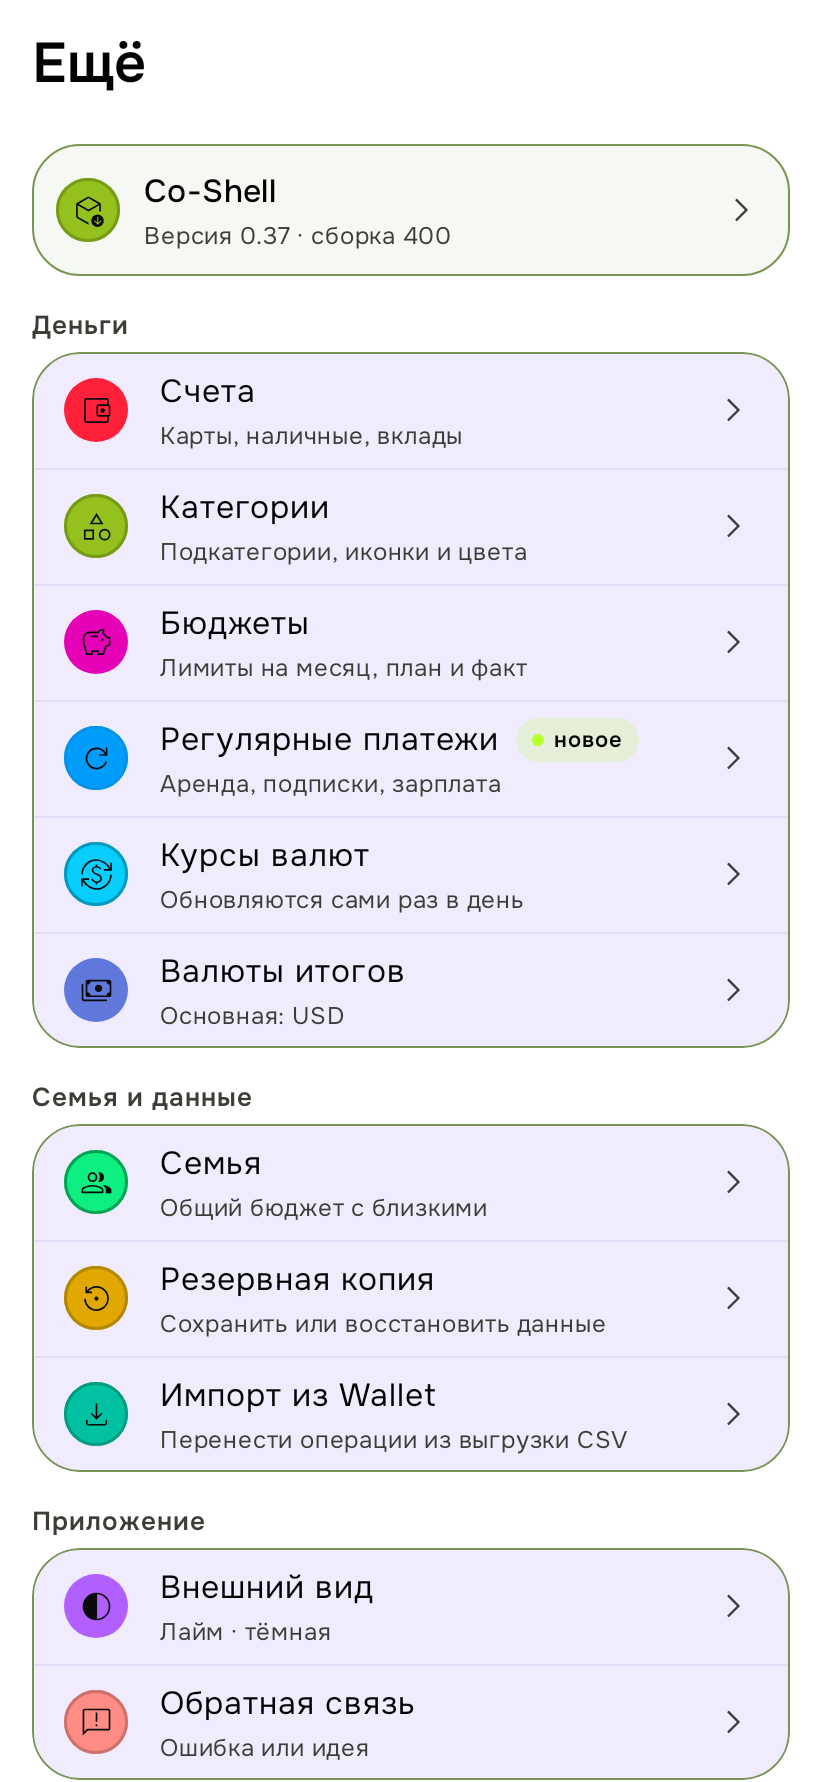 Ещё
Co-Shell
Версия 0.37 · сборка 400
Деньги
Счета
Карты, наличные, вклады
Категории
Подкатегории, иконки и цвета
Бюджеты
Лимиты на месяц, план и факт
Регулярные платежи новое
Аренда, подписки, зарплата
Курсы валют
Обновляются сами раз в день
Валюты итогов
Основная: USD
Семья и данные
Семья
Общий бюджет с близкими
Резервная копия
Сохранить или восстановить данные
Импорт из Wallet
Перенести операции из выгрузки CSV
Приложение
Внешний вид
Лайм · тёмная
Обратная связь
Ошибка или идея